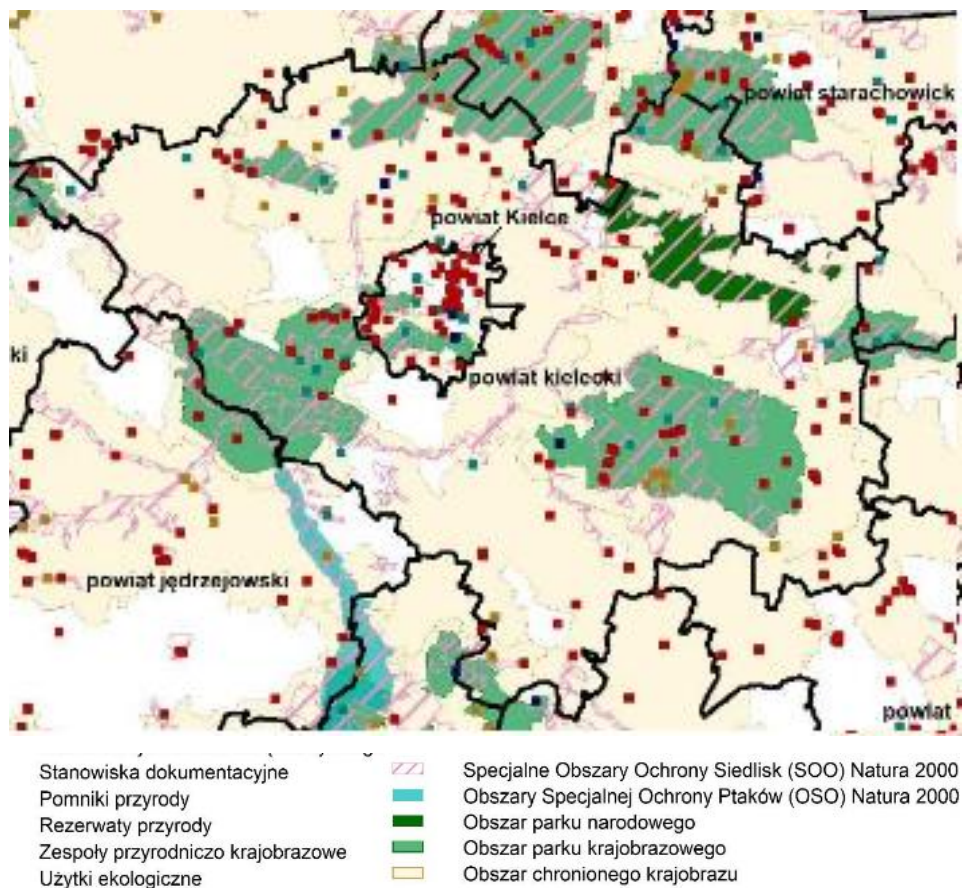 powiat starachowick
powiat Kielce
ki
powiat kielecki
powiat jędrzejowski
powiat
Stanowiska dokumentacyjne
Pomniki przyrody
Rezerwaty przyrody
Zespoły przyrodniczo krajobrazowe
Użytki ekologiczne
Specjalne Obszary Ochrony Siedlisk (SOO) Natura 2000
Obszary Specjalnej Ochrony Ptaków (OSO) Natura 2000
Obszar parku narodowego
Obszar parku krajobrazowego
Obszar chronionego krajobrazu